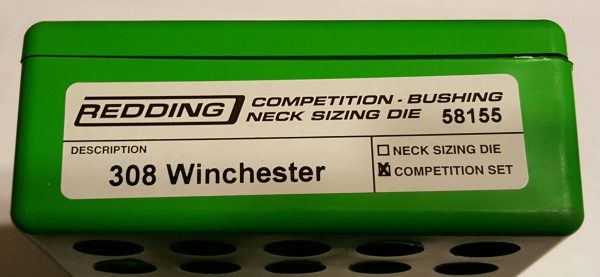 REDDING
COMPETITION - BUSHING
NECK SIZING DIE 58155
DESCRIPTION
308 Winchester
NECK SIZING DIE
COMPETITION SET